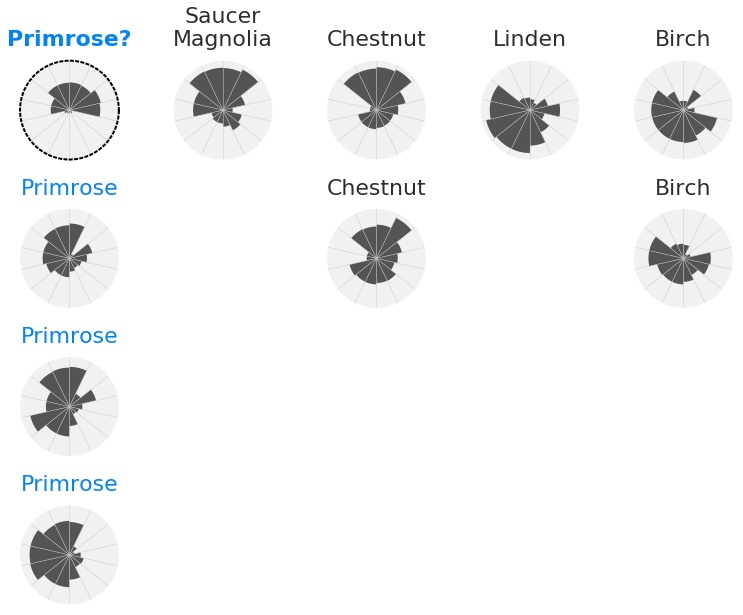 Primrose?
Saucer
Magnolia
Chestnut
Linden
Birch
Primrose
Chestnut
Birch
Primrose
Primrose